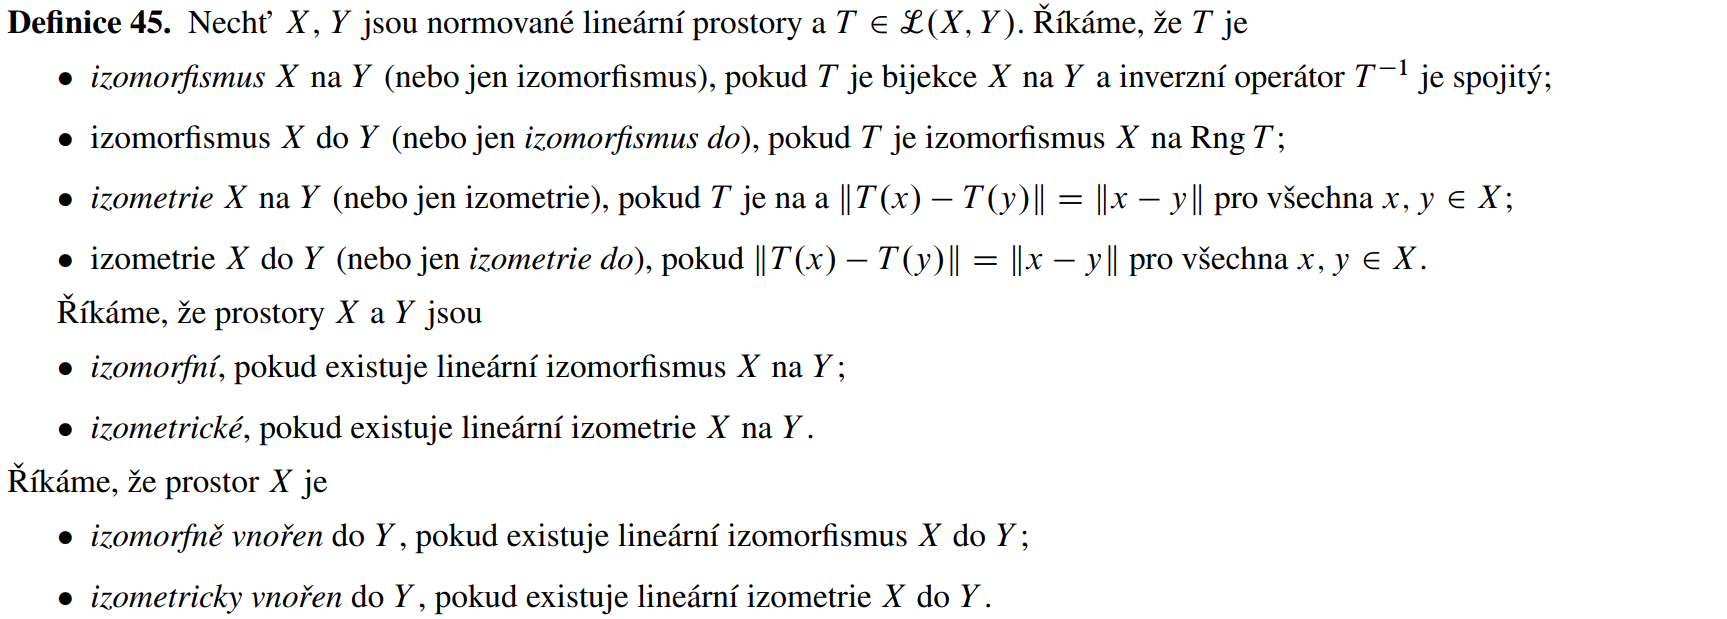 Definice 45. Nechť X, Y jsou normované lineární prostory a T ∈ ℒ(X, Y). Říkáme, že T je
• izomorfismus X na Y (nebo jen izomorfismus), pokud T je bijekce X na Y a inverzní operátor T⁻¹ je spojitý;
• izomorfismus X do Y (nebo jen izomorfismus do), pokud T je izomorfismus X na Rng T;
• izometrie X na Y (nebo jen izometrie), pokud T je na a ‖T(x) − T(y)‖ = ‖x − y‖ pro všechna x, y ∈ X;
• izometrie X do Y (nebo jen izometrie do), pokud ‖T(x) − T(y)‖ = ‖x − y‖ pro všechna x, y ∈ X.
Říkáme, že prostory X a Y jsou
• izomorfní, pokud existuje lineární izomorfismus X na Y;
• izometrické, pokud existuje lineární izometrie X na Y.
Říkáme, že prostor X je
• izomorfně vnořen do Y, pokud existuje lineární izomorfismus X do Y;
• izometricky vnořen do Y, pokud existuje lineární izometrie X do Y.